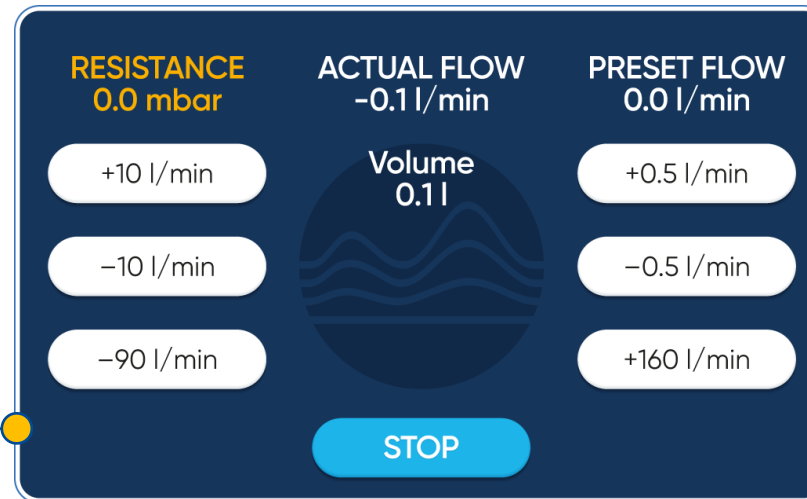 RESISTANCE
0.0 mbar
ACTUAL FLOW
-0.1 l/min
PRESET FLOW
0.0 l/min
+10 l/min
Volume
0.1 l
+0.5 l/min
–10 l/min
–0.5 l/min
–90 l/min
+160 l/min
STOP